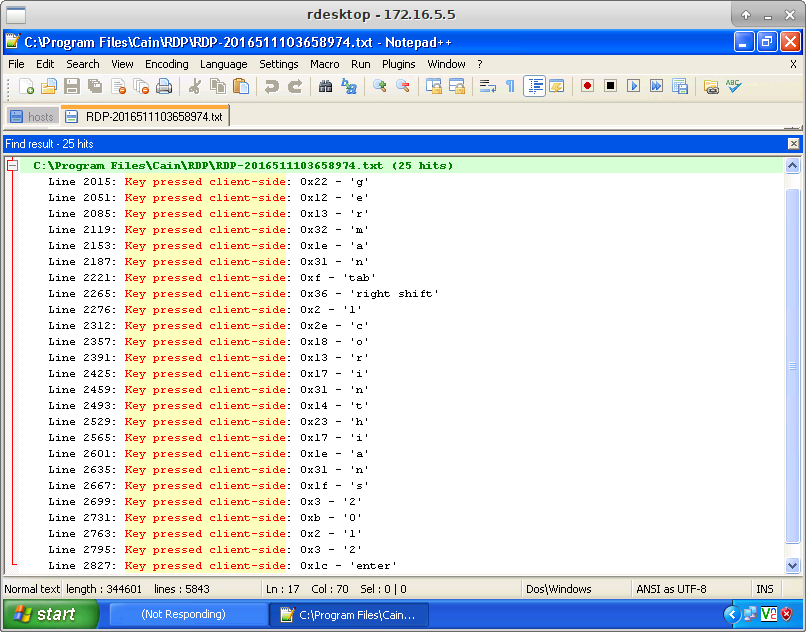 rdesktop - 172.16.5.5
C:\Program Files\Cain\RDP\RDP-2016511103658974.txt - Notepad++
File Edit Search View Encoding Language Settings Macro Run Plugins Window ? X
hosts RDP-2016511103658974.txt
Find result - 25 hits
C:\Program Files\Cain\RDP\RDP-2016511103658974.txt (25 hits)
Line 2015: Key pressed client-side: 0x22 - 'g'
Line 2051: Key pressed client-side: 0x12 - 'e'
Line 2085: Key pressed client-side: 0x13 - 'r'
Line 2119: Key pressed client-side: 0x32 - 'm'
Line 2153: Key pressed client-side: 0x1e - 'a'
Line 2187: Key pressed client-side: 0x31 - 'n'
Line 2221: Key pressed client-side: 0xf - 'tab'
Line 2265: Key pressed client-side: 0x36 - 'right shift'
Line 2276: Key pressed client-side: 0x2 - '1'
Line 2312: Key pressed client-side: 0x2e - 'c'
Line 2357: Key pressed client-side: 0x18 - 'o'
Line 2391: Key pressed client-side: 0x13 - 'r'
Line 2425: Key pressed client-side: 0x17 - 'i'
Line 2459: Key pressed client-side: 0x31 - 'n'
Line 2493: Key pressed client-side: 0x14 - 't'
Line 2529: Key pressed client-side: 0x23 - 'h'
Line 2565: Key pressed client-side: 0x17 - 'i'
Line 2601: Key pressed client-side: 0x1e - 'a'
Line 2635: Key pressed client-side: 0x31 - 'n'
Line 2667: Key pressed client-side: 0x1f - 's'
Line 2699: Key pressed client-side: 0x3 - '2'
Line 2731: Key pressed client-side: 0xb - '0'
Line 2763: Key pressed client-side: 0x2 - '1'
Line 2795: Key pressed client-side: 0x3 - '2'
Line 2827: Key pressed client-side: 0x1c - 'enter'
Normal text length : 344601 lines : 5843 Ln : 17 Col : 70 Sel : 0 | 0 Dos\Windows ANSI as UTF-8 INS
start (Not Responding) C:\Program Files\Cain...